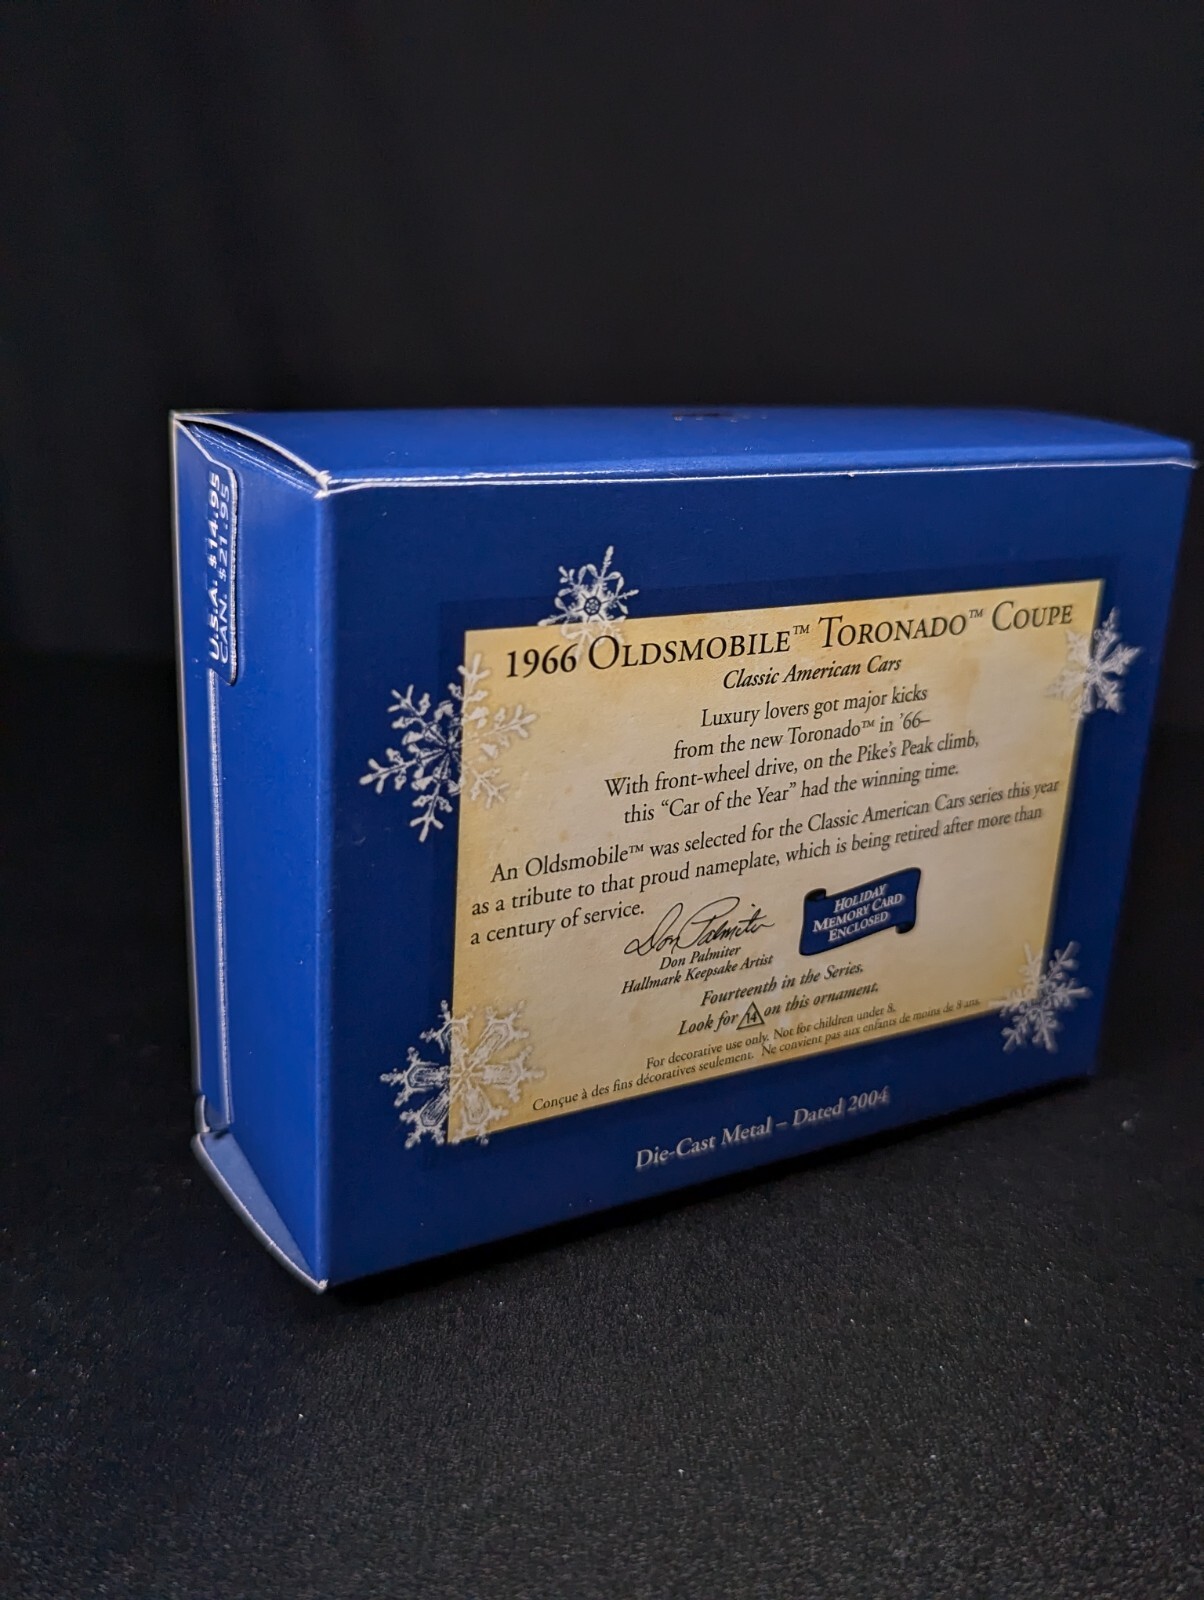 U.S.A. $14.95
CAN. $21.95
1966 OLDSMOBILE™ TORONADO™ COUPE
Classic American Cars
Luxury lovers got major kicks
from the new Toronado™ in '66–
With front-wheel drive, on the Pike's Peak climb,
this “Car of the Year” had the winning time.
An Oldsmobile™ was selected for the Classic American Cars series this year
as a tribute to that proud nameplate, which is being retired after more than
a century of service.
Don Palmiter
Don Palmiter
Hallmark Keepsake Artist
HOLIDAY
MEMORY CARD
ENCLOSED
Fourteenth in the Series.
Look for 14 on this ornament.
For decorative use only. Not for children under 8.
Conçue à des fins décoratives seulement. Ne convient pas aux enfants de moins de 8 ans.
Die-Cast Metal – Dated 2004